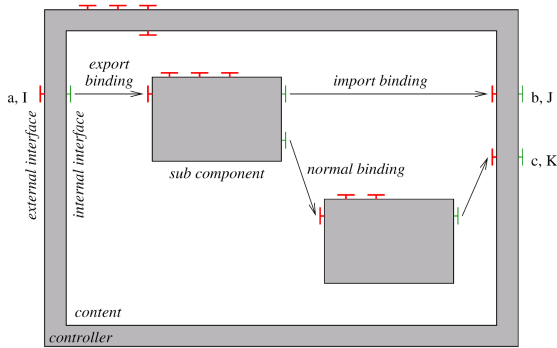 export
binding
import binding
a, I
b, J
external interface
internal interface
sub component
normal binding
c, K
content
controller